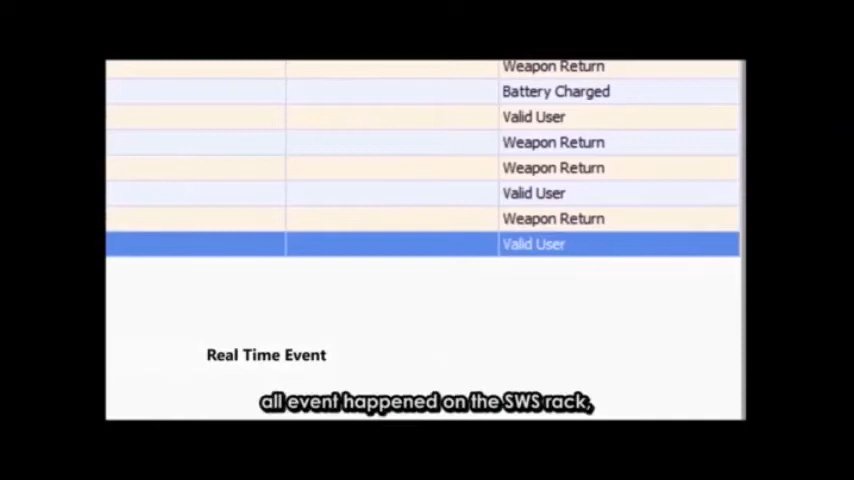 Weapon Return
Battery Charged
Valid User
Weapon Return
Weapon Return
Valid User
Weapon Return
Valid User
Real Time Event
all event happened on the SWS rack,